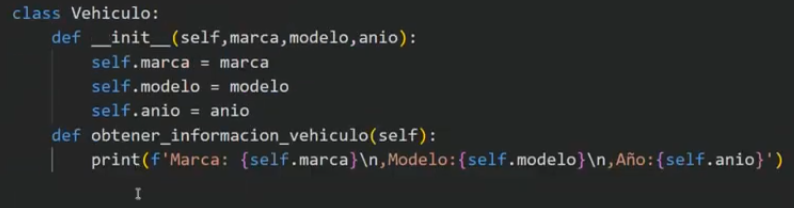 class Vehiculo:
    def __init__(self,marca,modelo,anio):
        self.marca = marca
        self.modelo = modelo
        self.anio = anio
    def obtener_informacion_vehiculo(self):
        print(f'Marca: {self.marca}\n,Modelo:{self.modelo}\n,Año:{self.anio}')